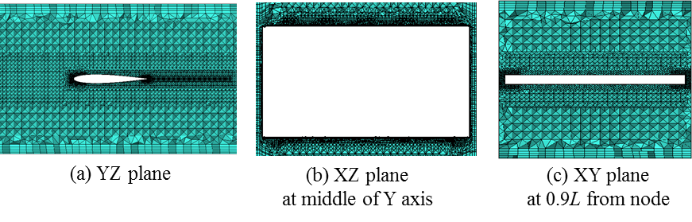 (a) YZ plane
(b) XZ plane
at middle of Y axis
(c) XY plane
at 0.9L from node